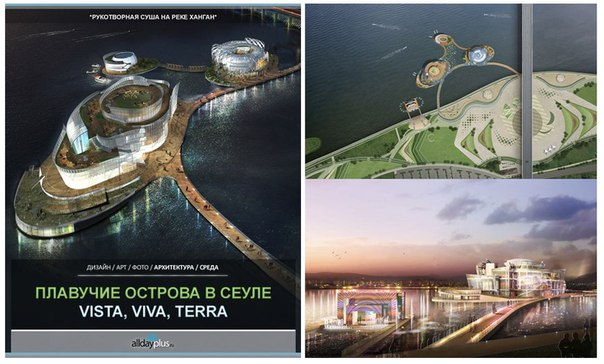 *РУКОТВОРНАЯ СУША НА РЕКЕ ХАНГАН*
ДИЗАЙН / АРТ / ФОТО / АРХИТЕКТУРА / СРЕДА
ПЛАВУЧИЕ ОСТРОВА В СЕУЛЕ
VISTA, VIVA, TERRA
alldayplus